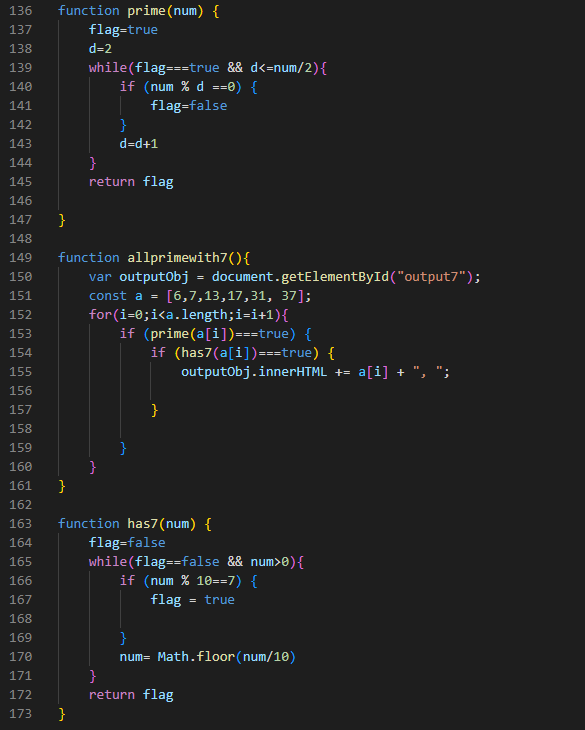 136 function prime(num) {
137     flag=true
138     d=2
139     while(flag===true && d<=num/2){
140         if (num % d ==0) {
141             flag=false
142         }
143         d=d+1
144     }
145     return flag
146
147 }
148
149 function allprimewith7(){
150     var outputObj = document.getElementById("output7");
151     const a = [6,7,13,17,31, 37];
152     for(i=0;i<a.length;i=i+1){
153         if (prime(a[i])===true) {
154             if (has7(a[i])===true) {
155                 outputObj.innerHTML += a[i] + ", ";
156
157             }
158
159         }
160     }
161 }
162
163 function has7(num) {
164     flag=false
165     while(flag==false && num>0){
166         if (num % 10==7) {
167             flag = true
168
169         }
170         num= Math.floor(num/10)
171     }
172     return flag
173 }